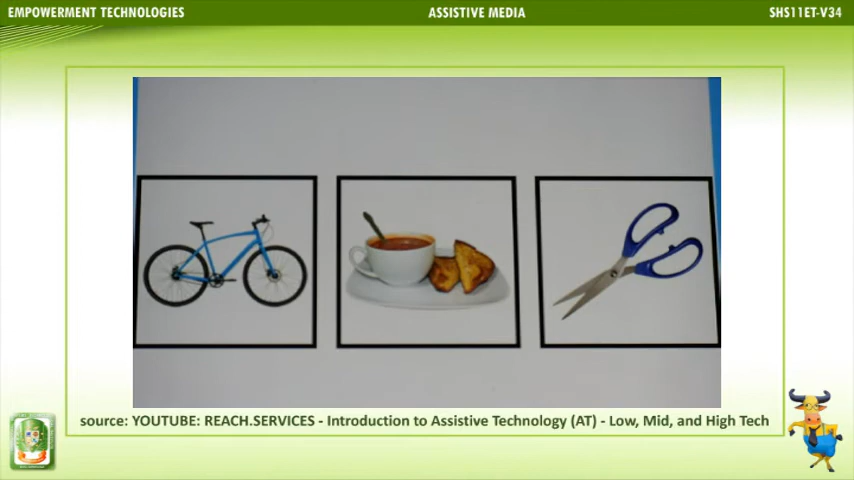 EMPOWERMENT TECHNOLOGIES
ASSISTIVE MEDIA
SHS11ET-V34
source: YOUTUBE: REACH.SERVICES - Introduction to Assistive Technology (AT) - Low, Mid, and High Tech